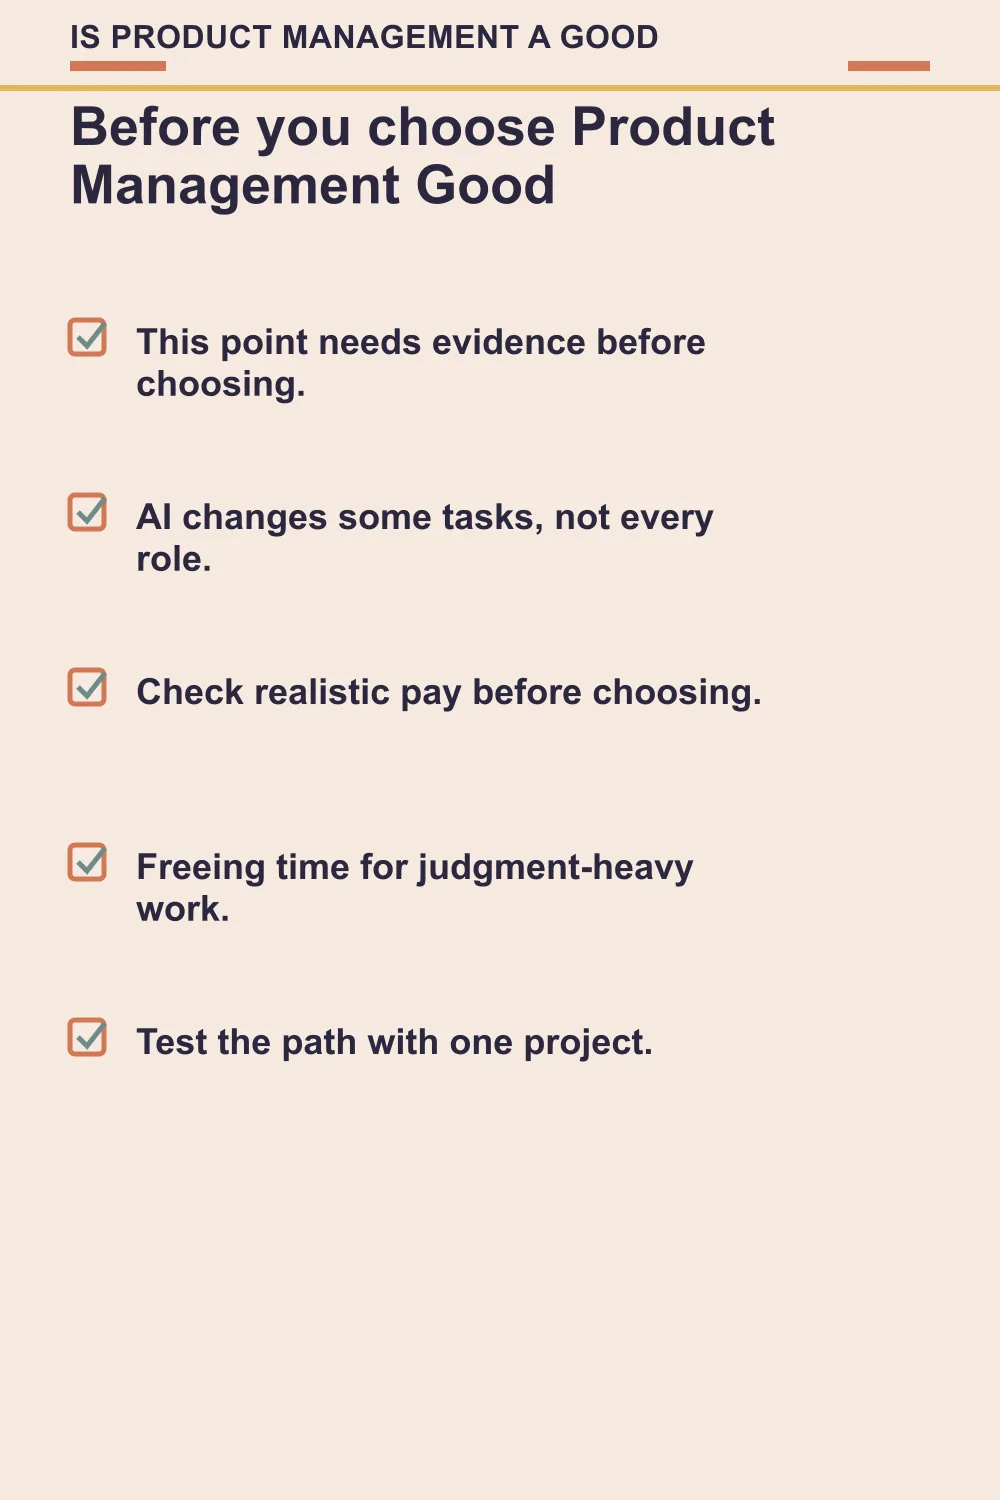 IS PRODUCT MANAGEMENT A GOOD
Before you choose Product
Management Good
This point needs evidence before
choosing.
AI changes some tasks, not every
role.
Check realistic pay before choosing.
Freeing time for judgment-heavy
work.
Test the path with one project.